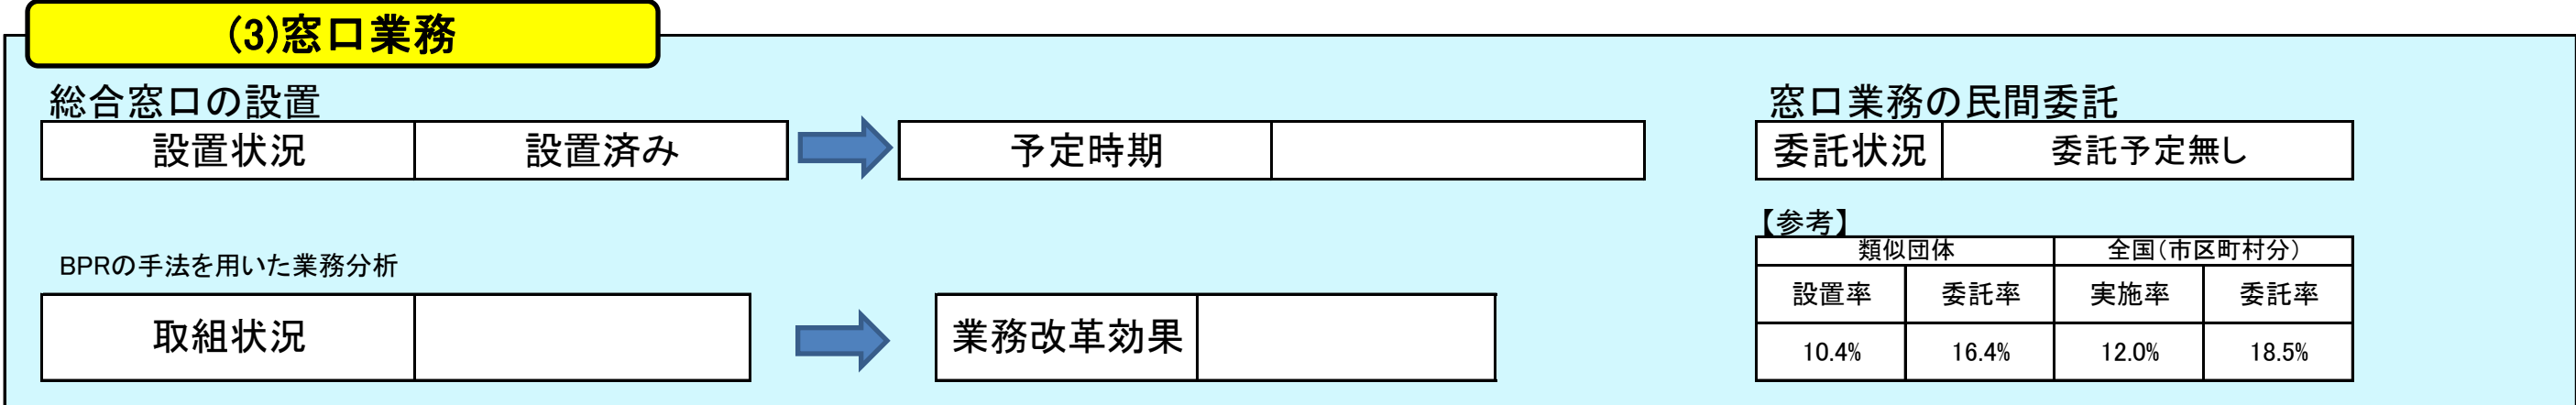 (3)窓口業務
総合窓口の設置
設置状況 設置済み 予定時期
BPRの手法を用いた業務分析
取組状況 業務改革効果
窓口業務の民間委託
委託状況 委託予定無し
【参考】
類似団体 全国(市区町村分)
設置率 委託率 実施率 委託率
10.4% 16.4% 12.0% 18.5%